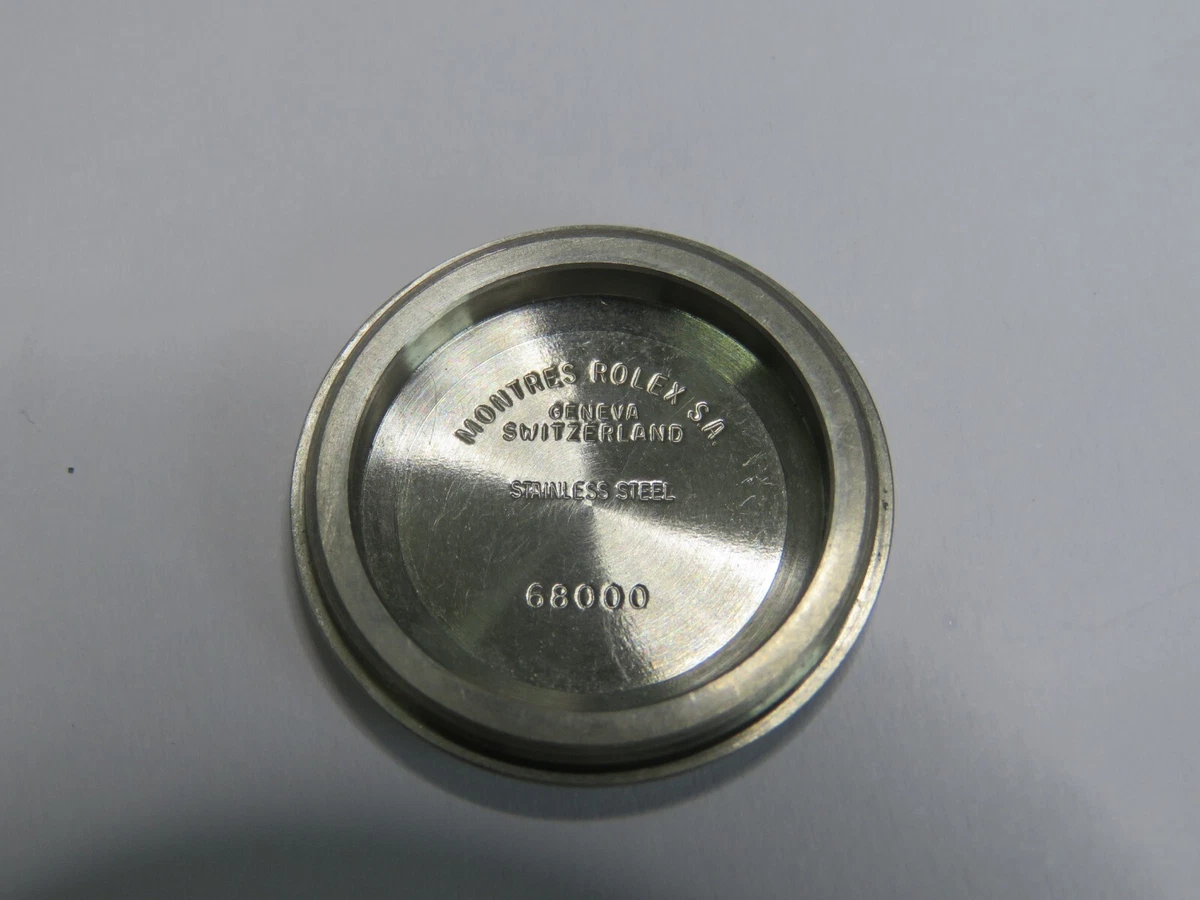 MONTRES ROLEX S.A.
GENEVA
SWITZERLAND
STAINLESS STEEL
68000